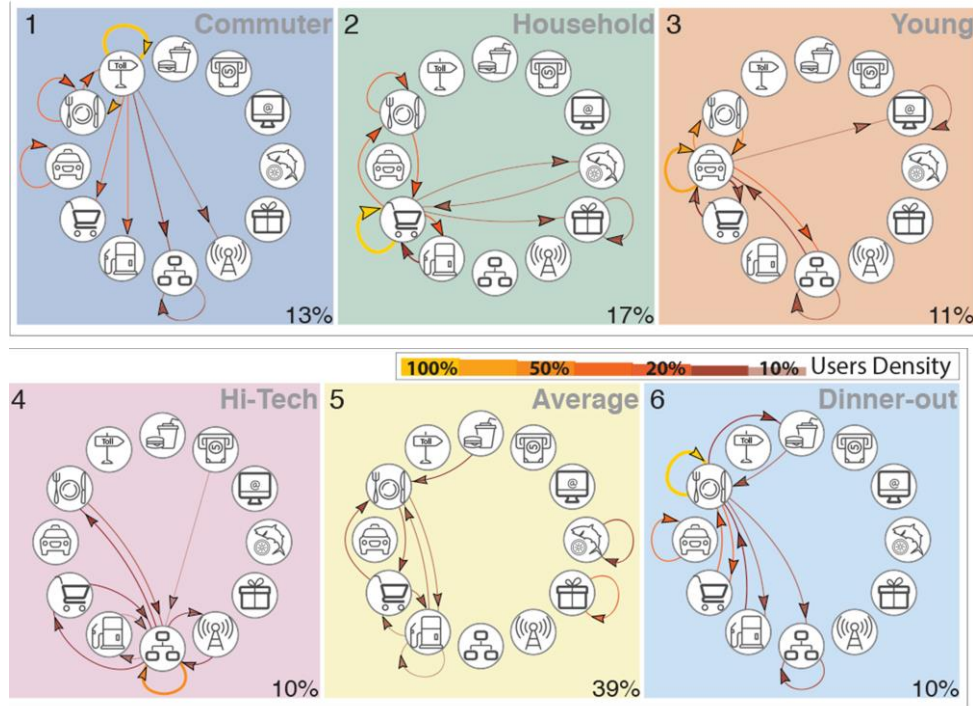 1 Commuter
Toll
$
@
13%
2 Household
Toll
$
@
17%
3 Young
Toll
$
@
11%
100% 50% 20% 10% Users Density
4 Hi-Tech
Toll
$
@
10%
5 Average
Toll
$
@
39%
6 Dinner-out
Toll
$
@
10%